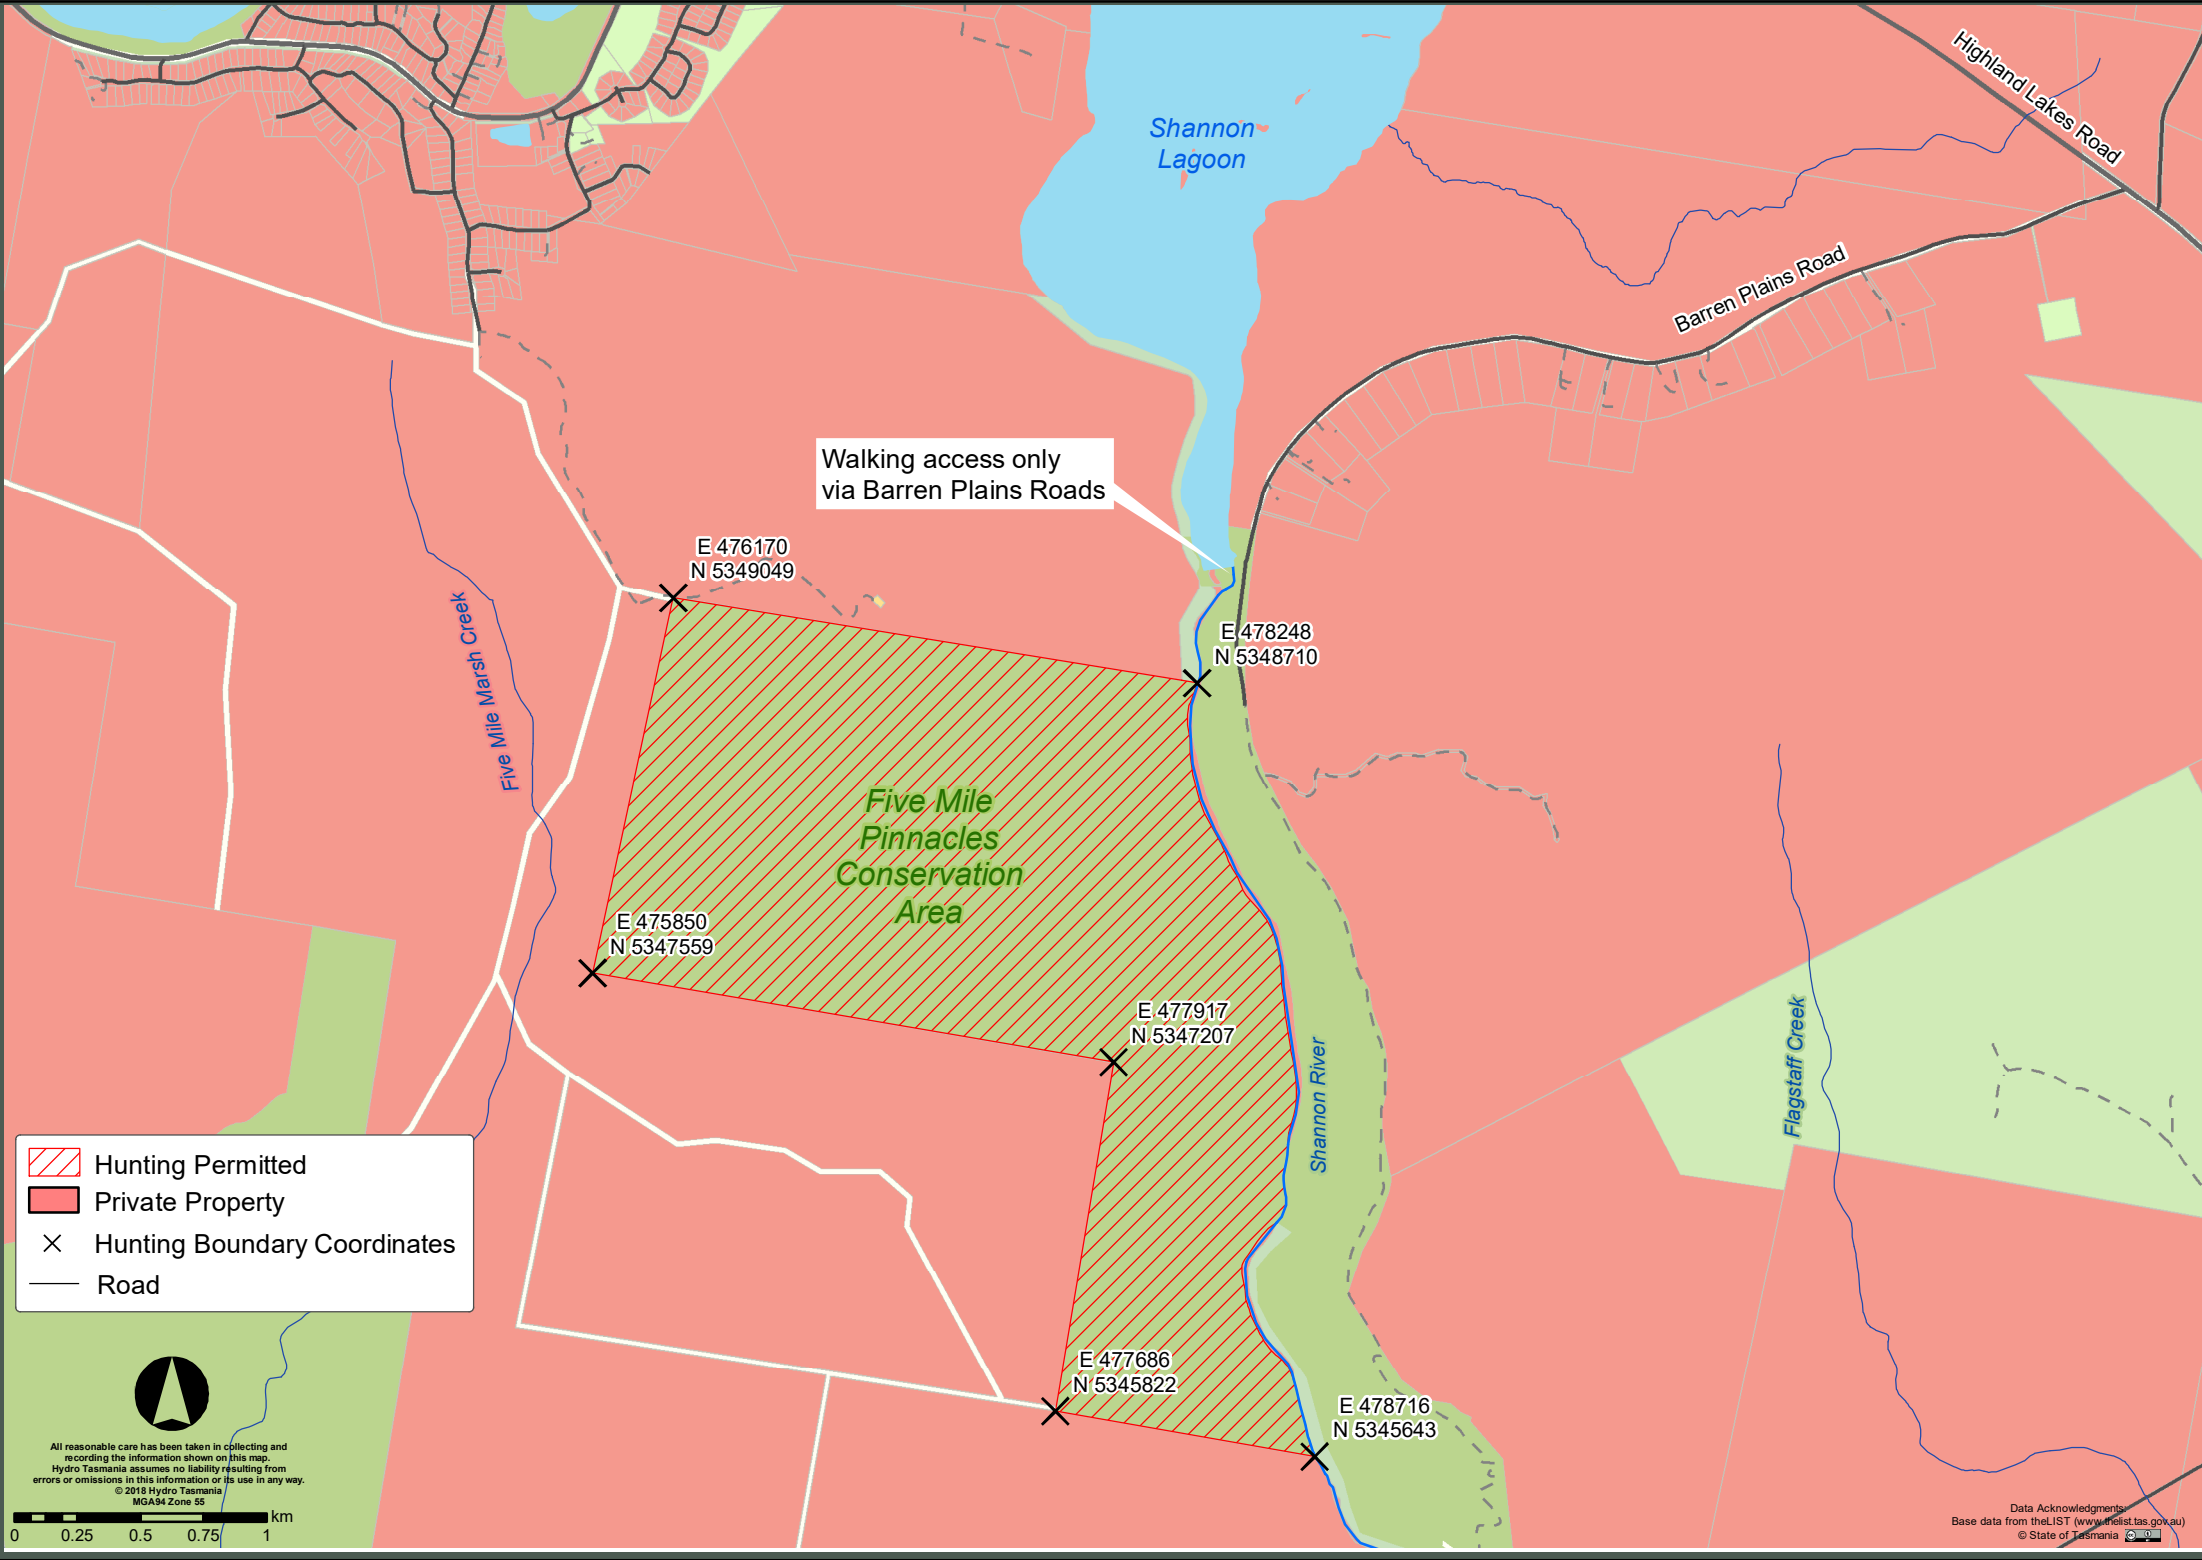 Highland Lakes Road
Shannon
Lagoon
Barren Plains Road
Walking access only
via Barren Plains Roads
E 476170
N 5349049
E 478248
N 5348710
Five Mile Marsh Creek
Five Mile
Pinnacles
Conservation
Area
E 475850
N 5347559
E 477917
N 5347207
Shannon River
Flagstaff Creek
Hunting Permitted
Private Property
Hunting Boundary Coordinates
Road
E 477686
N 5345822
E 478716
N 5345643
All reasonable care has been taken in collecting and
recording the information shown on this map.
Hydro Tasmania assumes no liability resulting from
errors or omissions in this information or its use in any way.
© 2018 Hydro Tasmania
MGA94 Zone 55
km
0 0.25 0.5 0.75 1
Data Acknowledgments:
Base data from theLIST (www.thelist.tas.gov.au)
© State of Tasmania